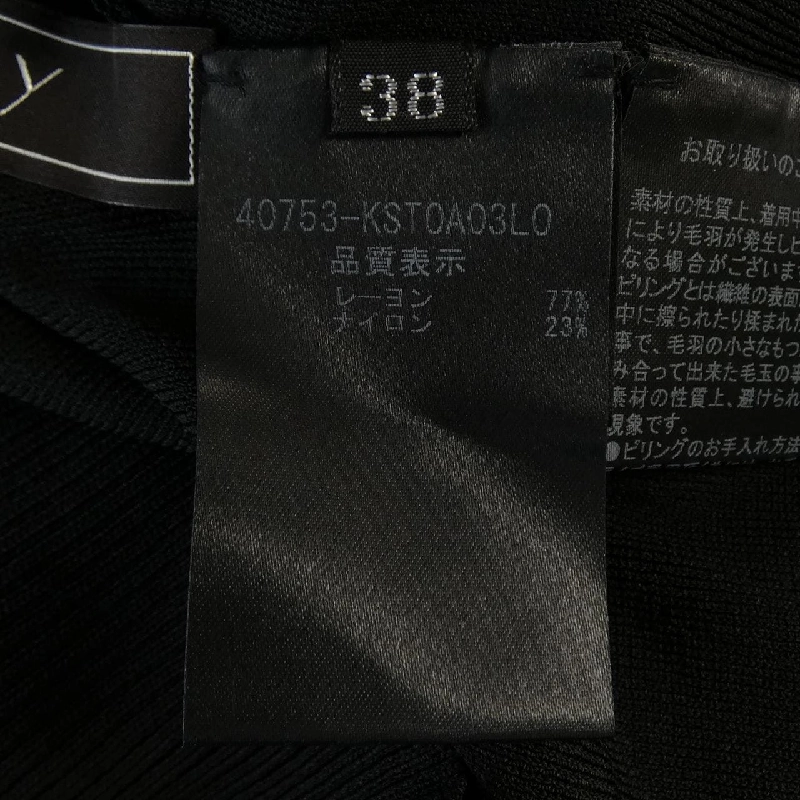 y
38
40753-KST0A03L0
品質表示
レーヨン 77%
ナイロン 23%
お取り扱いの
素材の性質上、着用中
により毛羽が発生しピ
なる場合がございま
ピリングとは繊維の表面
中に擦られたり揉まれた
事で、毛羽の小さなもつ
み合って出来た毛玉の事
素材の性質上、避けられ
現象です。
●ピリングのお手入れ方法